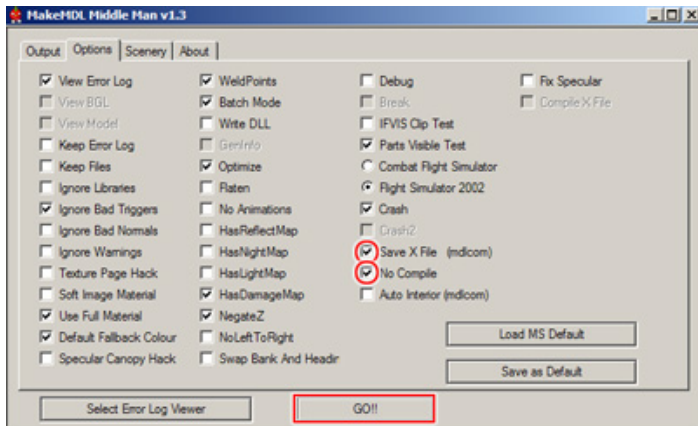 MakeMDL Middle Man v1.3
Output Options Scenery About
View Error Log
View BGL
View Model
Keep Error Log
Keep Files
Ignore Libraries
Ignore Bad Triggers
Ignore Bad Normals
Ignore Warnings
Texture Page Hack
Soft Image Material
Use Full Material
Default Fallback Colour
Specular Canopy Hack
WeldPoints
Batch Mode
Write DLL
GenInfo
Optimize
Flaten
No Animations
HasReflectMap
HasNightMap
HasLightMap
HasDamageMap
NegateZ
NoLeftToRight
Swap Bank And Headir
Debug
Break
IFVIS Clip Test
Parts Visible Test
Combat Flight Simulator
Flight Simulator 2002
Crash
Crash2
Save X File (mdlcom)
No Compile
Auto Interior (mdlcom)
Fix Specular
Compile X File
Load MS Default
Save as Default
Select Error Log Viewer
GO!!